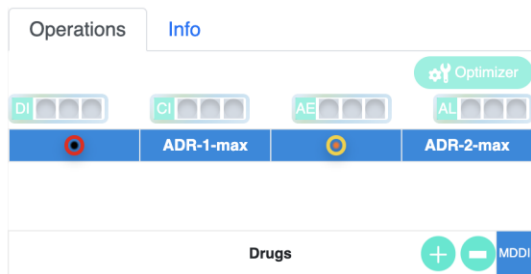 Operations Info
Optimizer
DI CI AE AL
ADR-1-max ADR-2-max
Drugs MDDI